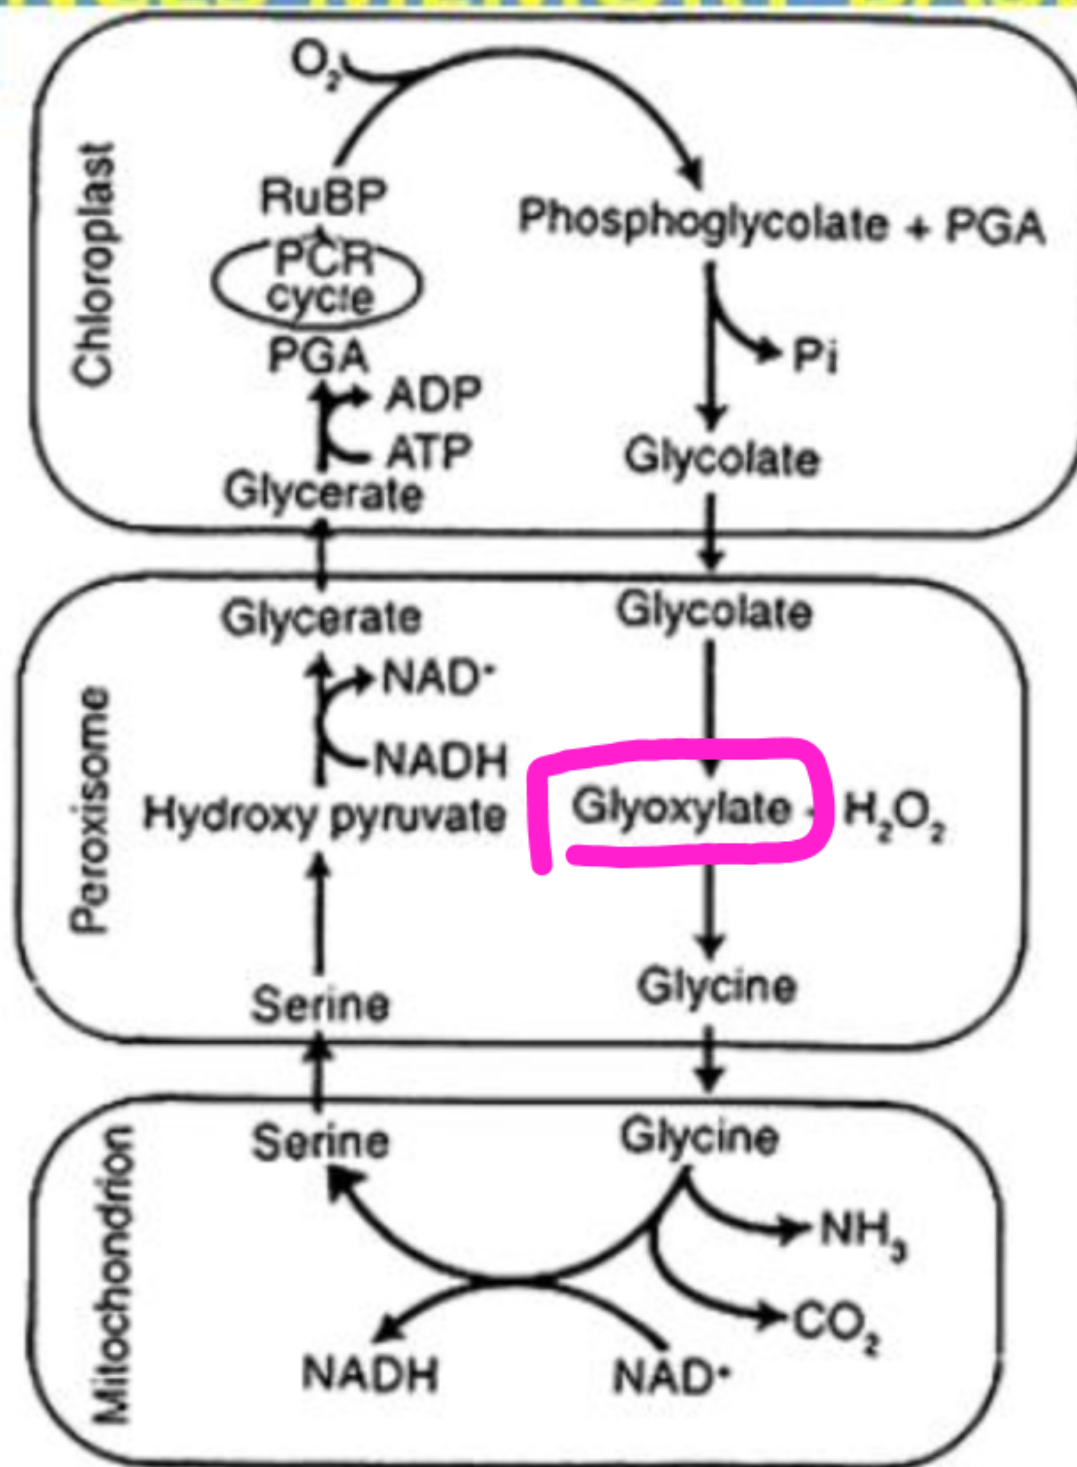 Chloroplast
O₂
RuBP
PCR
cycle
PGA
ADP
ATP
Glycerate
Phosphoglycolate + PGA
Pi
Glycolate
Peroxisome
Glycerate
NAD⁺
NADH
Hydroxy pyruvate
Serine
Glycolate
Glyoxylate + H₂O₂
Glycine
Mitochondrion
Serine
Glycine
NH₃
CO₂
NADH
NAD⁺